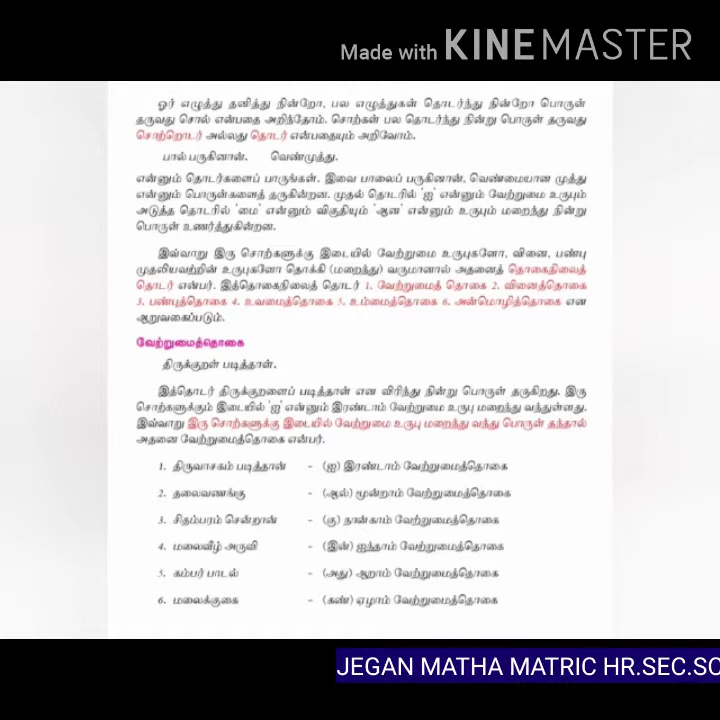 Made with KINEMASTER
ஓர் எழுத்து தனித்து நின்றோ, பல எழுத்துகள் தொடர்ந்து நின்றோ பொருள்
தருவது சொல் என்பதை அறிந்தோம். சொற்கள் பல தொடர்ந்து நின்று பொருள் தருவது
சொற்றொடர் அல்லது தொடர் என்பதையும் அறிவோம்.
பால் பருகினான். வெண்முத்து.
என்னும் தொடர்களைப் பாருங்கள். இவை பாலைப் பருகினான், வெண்மையான முத்து
என்னும் பொருள்களைத் தருகின்றன. முதல் தொடரில் 'ஐ' என்னும் வேற்றுமை உருபும்
அடுத்த தொடரில் 'மை' என்னும் விகுதியும் 'ஆன' என்னும் உருபும் மறைந்து நின்று
பொருள் உணர்த்துகின்றன.
இவ்வாறு இரு சொற்களுக்கு இடையில் வேற்றுமை உருபுகளோ, வினை, பண்பு
முதலியவற்றின் உருபுகளோ தொக்கி (மறைந்து) வருமானால் அதனைத் தொகைநிலைத்
தொடர் என்பர். இத்தொகைநிலைத் தொடர் 1. வேற்றுமைத் தொகை 2. வினைத்தொகை
3. பண்புத்தொகை 4. உவமைத்தொகை 5. உம்மைத்தொகை 6. அன்மொழித்தொகை என
ஆறுவகைப்படும்.
வேற்றுமைத்தொகை
திருக்குறள் படித்தாள்.
இத்தொடர் திருக்குறளைப் படித்தாள் என விரிந்து நின்று பொருள் தருகிறது. இரு
சொற்களுக்கும் இடையில் 'ஐ' என்னும் இரண்டாம் வேற்றுமை உருபு மறைந்து வந்துள்ளது.
இவ்வாறு இரு சொற்களுக்கு இடையில் வேற்றுமை உருபு மறைந்து வந்து பொருள் தந்தால்
அதனை வேற்றுமைத்தொகை என்பர்.
1. திருவாசகம் படித்தான் - (ஐ) இரண்டாம் வேற்றுமைத்தொகை
2. தலைவணங்கு - (ஆல்) மூன்றாம் வேற்றுமைத்தொகை
3. சிதம்பரம் சென்றான் - (கு) நான்காம் வேற்றுமைத்தொகை
4. மலைவீழ் அருவி - (இன்) ஐந்தாம் வேற்றுமைத்தொகை
5. கம்பர் பாடல் - (அது) ஆறாம் வேற்றுமைத்தொகை
6. மலைக்குகை - (கண்) ஏழாம் வேற்றுமைத்தொகை
JEGAN MATHA MATRIC HR.SEC.SC